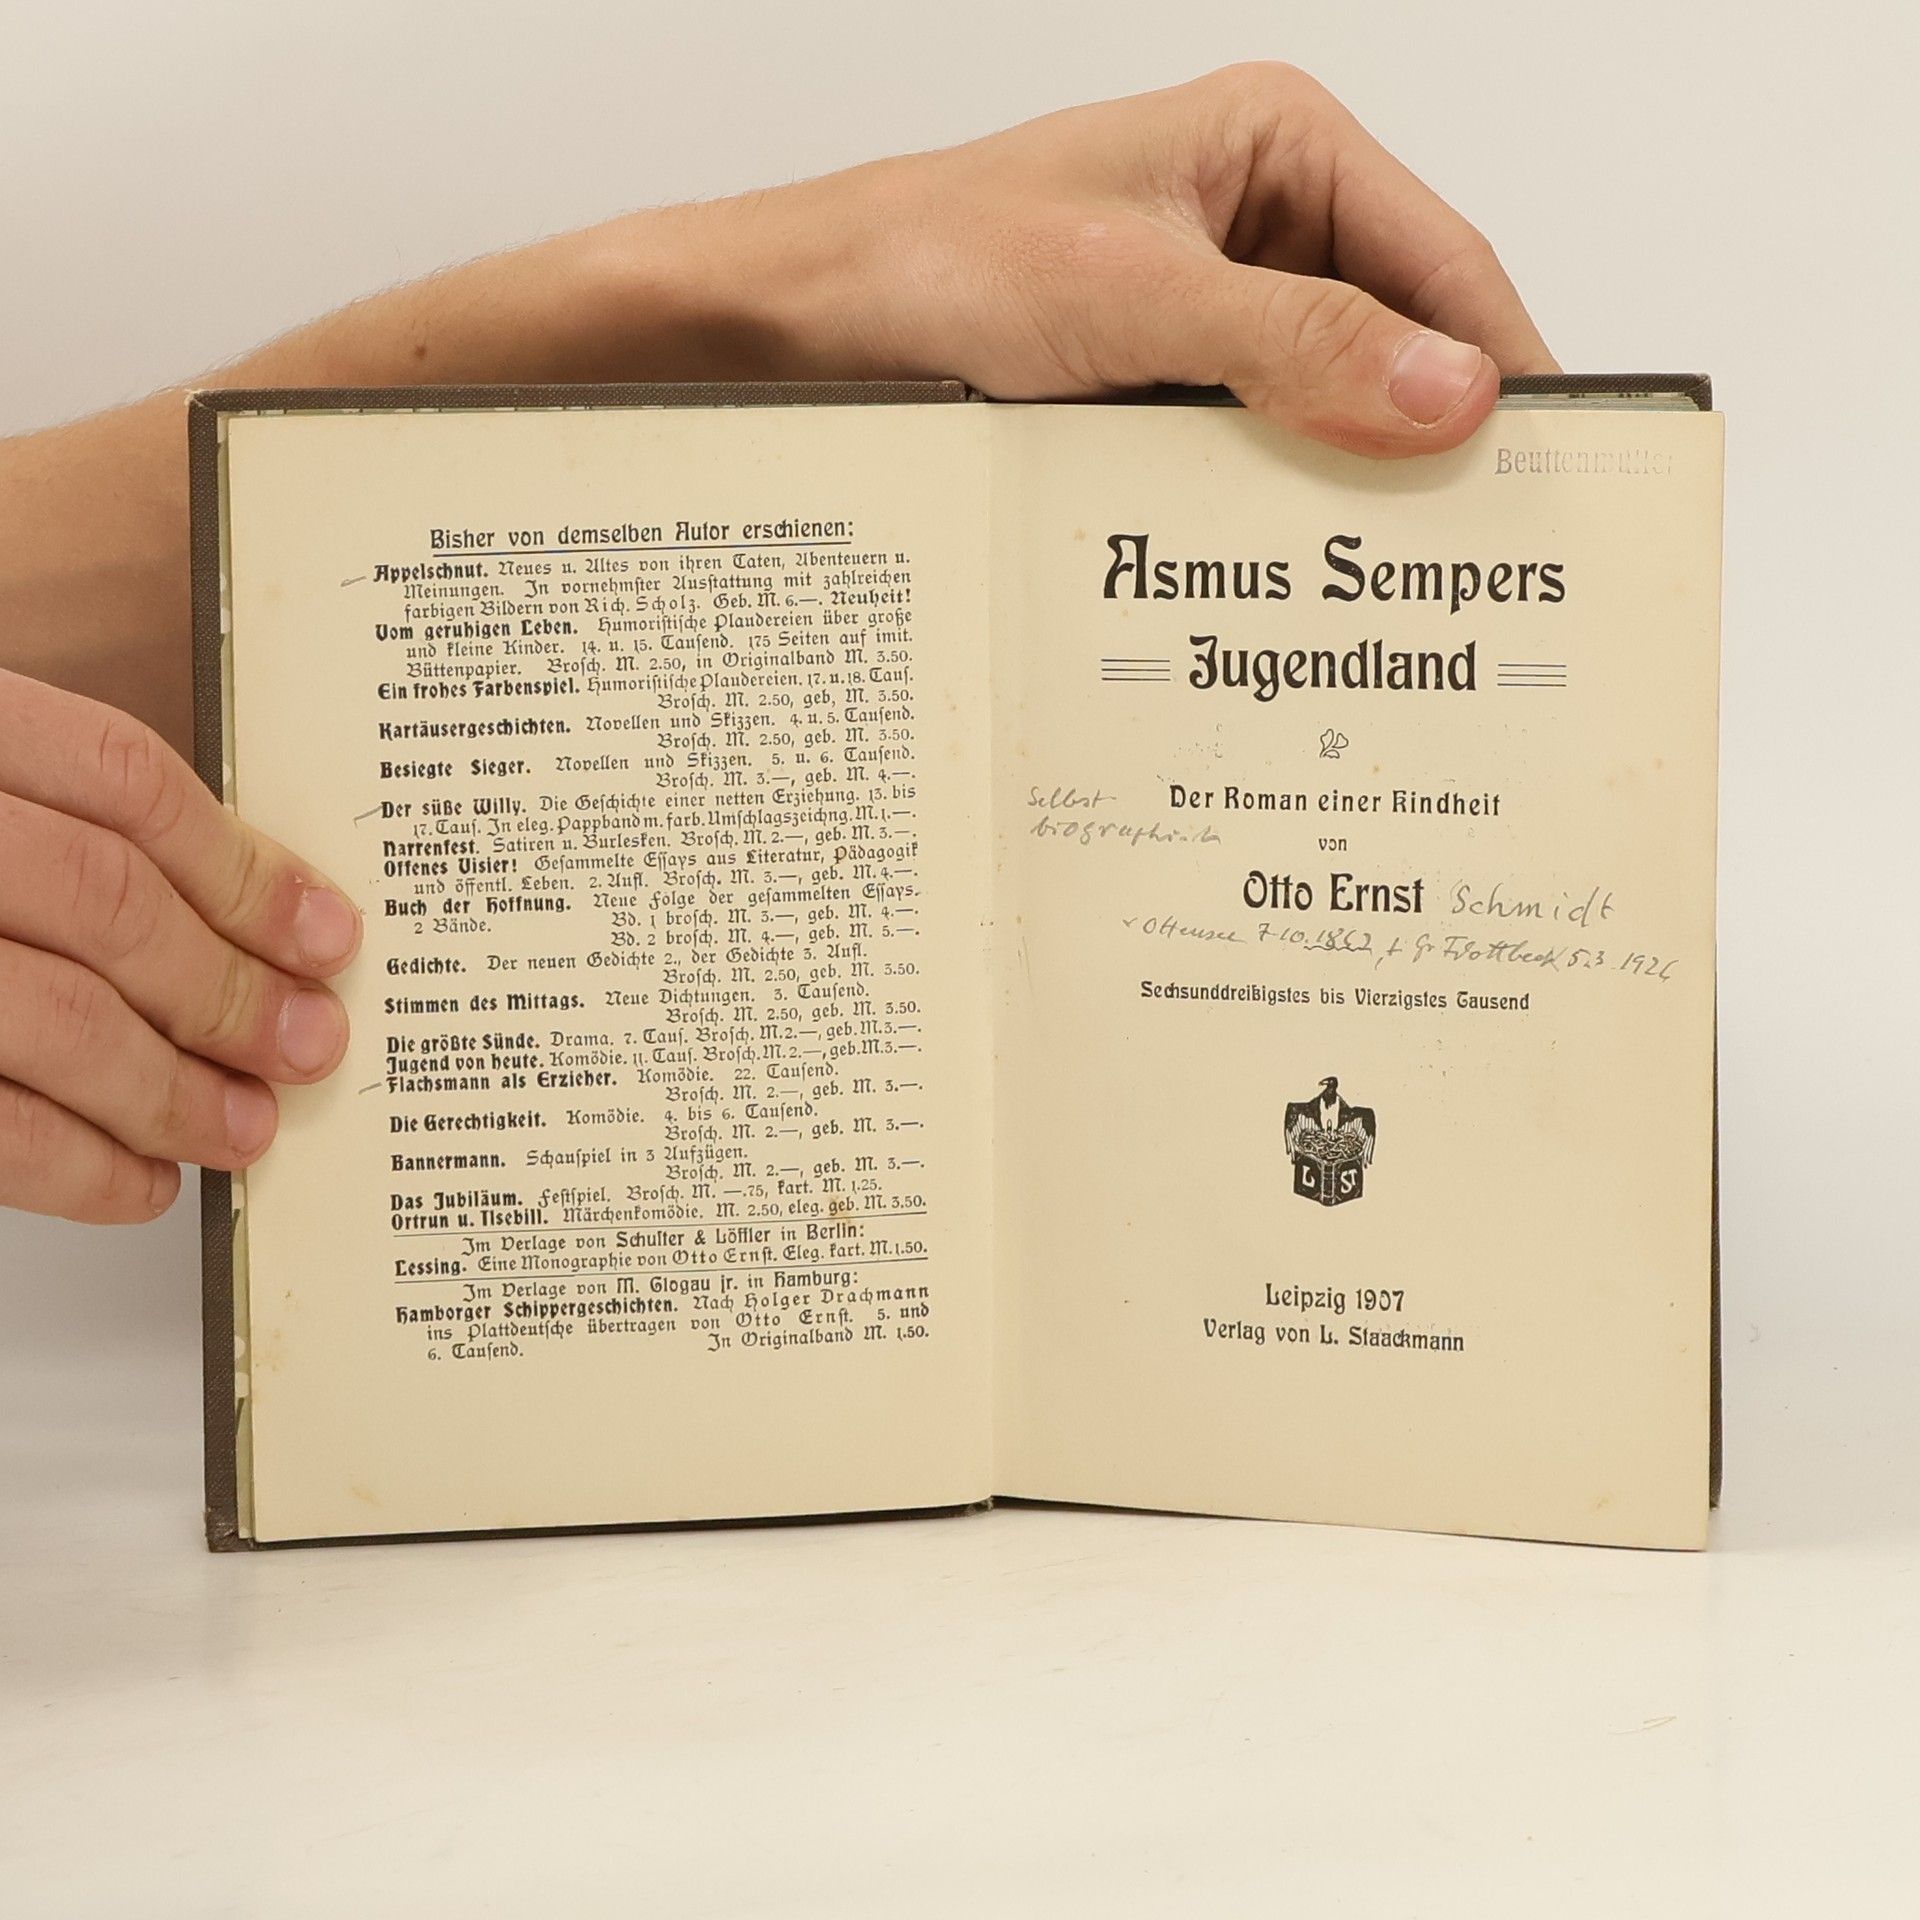 Bisher von demselben Autor erschienen:
Appelschnut. Neues u. Altes von ihren Taten, Abenteuern u.
Meinungen. In vornehmster Ausstattung mit zahlreichen
farbigen Bildern von Rich. Scholz. Geb. M. 6.—. Neuheit!
Vom geruhigen Leben. Humoristische Plaudereien über große
und kleine Kinder. 14. u. 15. Tausend. 175 Seiten auf imit.
Büttenpapier. Brosch. M. 2.50, in Originalband M. 3.50.
Ein frohes Farbenspiel. Humoristische Plaudereien. 17. u. 18. Taus.
Brosch. M. 2.50, geb, M. 3.50.
Kartäusergeschichten. Novellen und Skizzen. 4. u. 5. Tausend.
Brosch. M. 2.50, geb. M. 3.50.
Besiegte Sieger. Novellen und Skizzen. 5. u. 6. Tausend.
Brosch. M. 3.—, geb. M. 4.—.
Der süße Willy. Die Geschichte einer netten Erziehung. 13. bis
17. Taus. In eleg. Pappband m. farb. Umschlagszeichng. M. 1.—.
Narrenfest. Satiren u. Burlesken. Brosch. M. 2.—, geb. M. 3.—.
Offenes Visier! Gesammelte Essays aus Literatur, Pädagogik
und öffentl. Leben. 2. Aufl. Brosch. M. 3.—, geb. M. 4.—.
Buch der Hoffnung. Neue Folge der gesammelten Essays.
2 Bände. Bd. 1 brosch. M. 3.—, geb. M. 4.—.
Bd. 2 brosch. M. 4.—, geb. M. 5.—.
Gedichte. Der neuen Gedichte 2., der Gedichte 3. Aufl.
Brosch. M. 2.50, geb. M. 3.50.
Stimmen des Mittags. Neue Dichtungen. 3. Tausend.
Brosch. M. 2.50, geb. M. 3.50.
Die größte Sünde. Drama. 7. Taus. Brosch. M. 2.—, geb. M. 3.—.
Jugend von heute. Komödie. 11. Taus. Brosch. M. 2.—, geb. M. 3.—.
Flachsmann als Erzieher. Komödie. 22. Tausend.
Brosch. M. 2.—, geb. M. 3.—.
Die Gerechtigkeit. Komödie. 4. bis 6. Tausend.
Brosch. M. 2.—, geb. M. 3.—.
Bannermann. Schauspiel in 3 Aufzügen.
Brosch. M. 2.—, geb. M. 3.—.
Das Jubiläum. Festspiel. Brosch. M. —.75, kart. M. 1.25.
Ortrun u. Ilsebill. Märchenkomödie. M. 2.50, eleg. geb. M. 3.50.
Im Verlage von Schuster & Löffler in Berlin:
Lessing. Eine Monographie von Otto Ernst. Eleg. kart. M. 1.50.
Im Verlage von M. Glogau jr. in Hamburg:
Hamborger Schippergeschichten. Nach Holger Drachmann
ins Plattdeutsche übertragen von Otto Ernst. 5. und
6. Tausend. In Originalband M. 1.50.
Beuttenmüller
Asmus Sempers
Jugendland
Selbst-
Der Roman einer Kindheit
von
Otto Ernst Schmidt
Ottensee 7.10.1862, + Gr Flottbeck 5.3.1926
Sechsunddreißigstes bis Vierzigstes Tausend
L ST
Leipzig 1907
Verlag von L. Staackmann